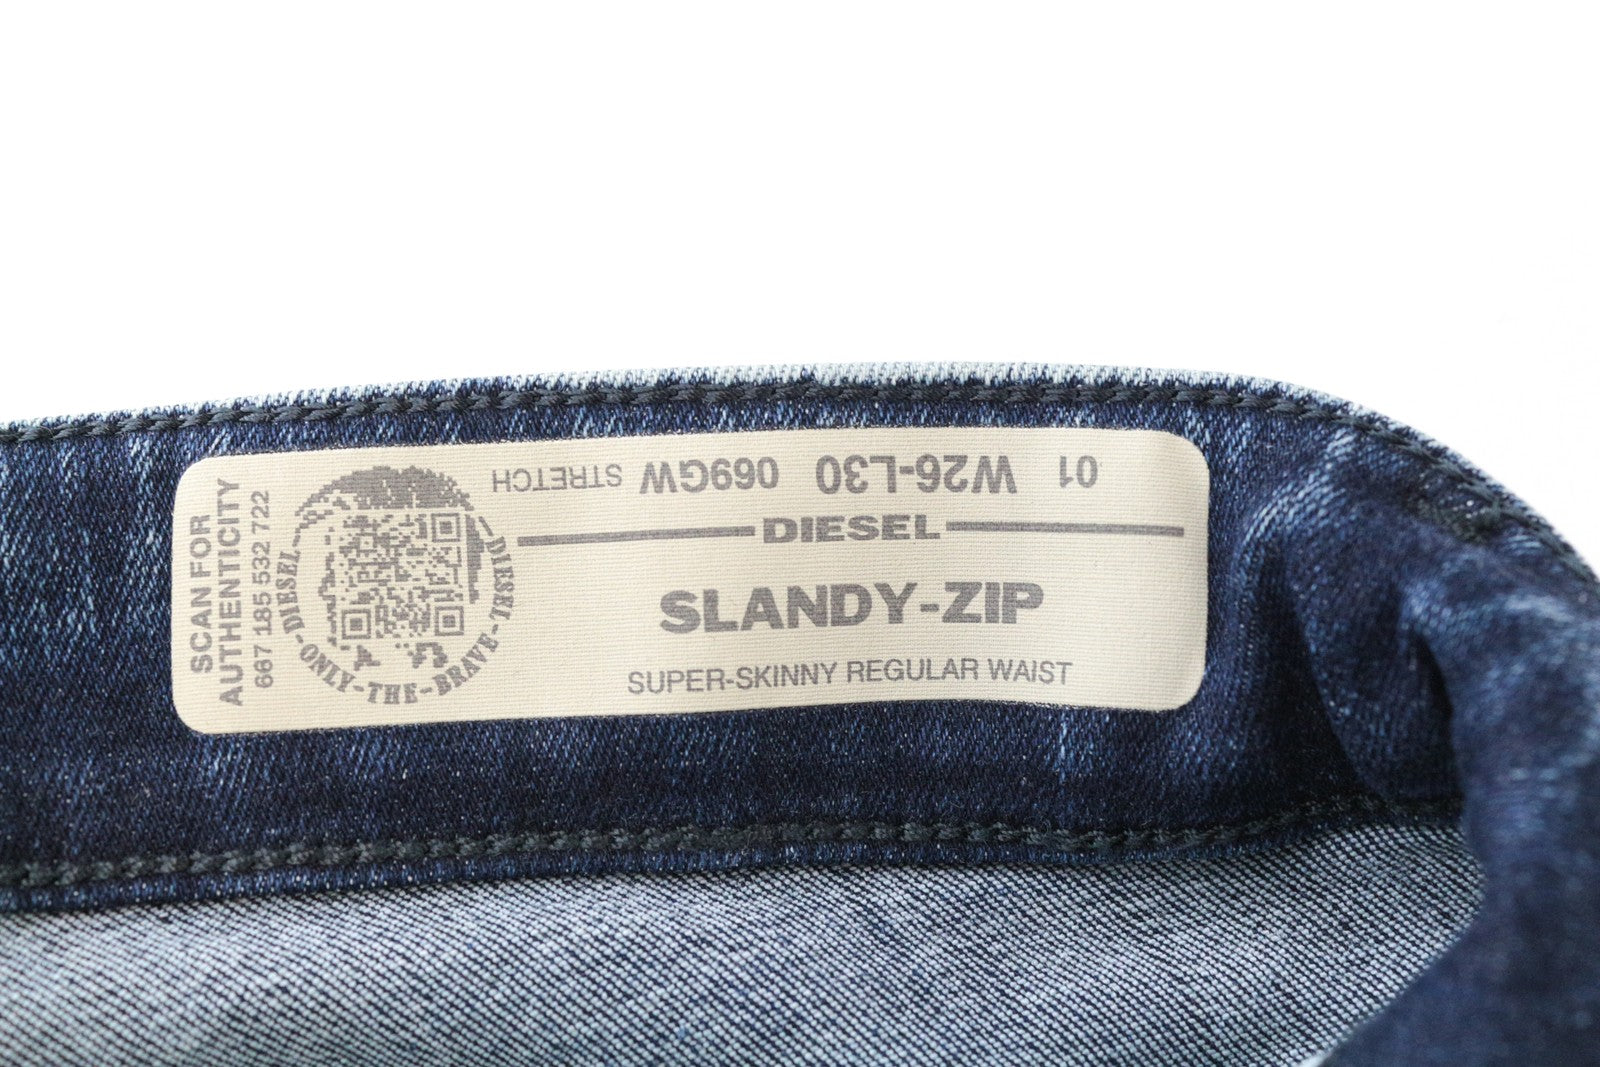 SCAN FOR
AUTHENTICITY
667 185 532 722
DIESEL-ONLY-THE-BRAVE-DIESEL
01 W26-L30 069GW STRETCH
DIESEL
SLANDY-ZIP
SUPER-SKINNY REGULAR WAIST